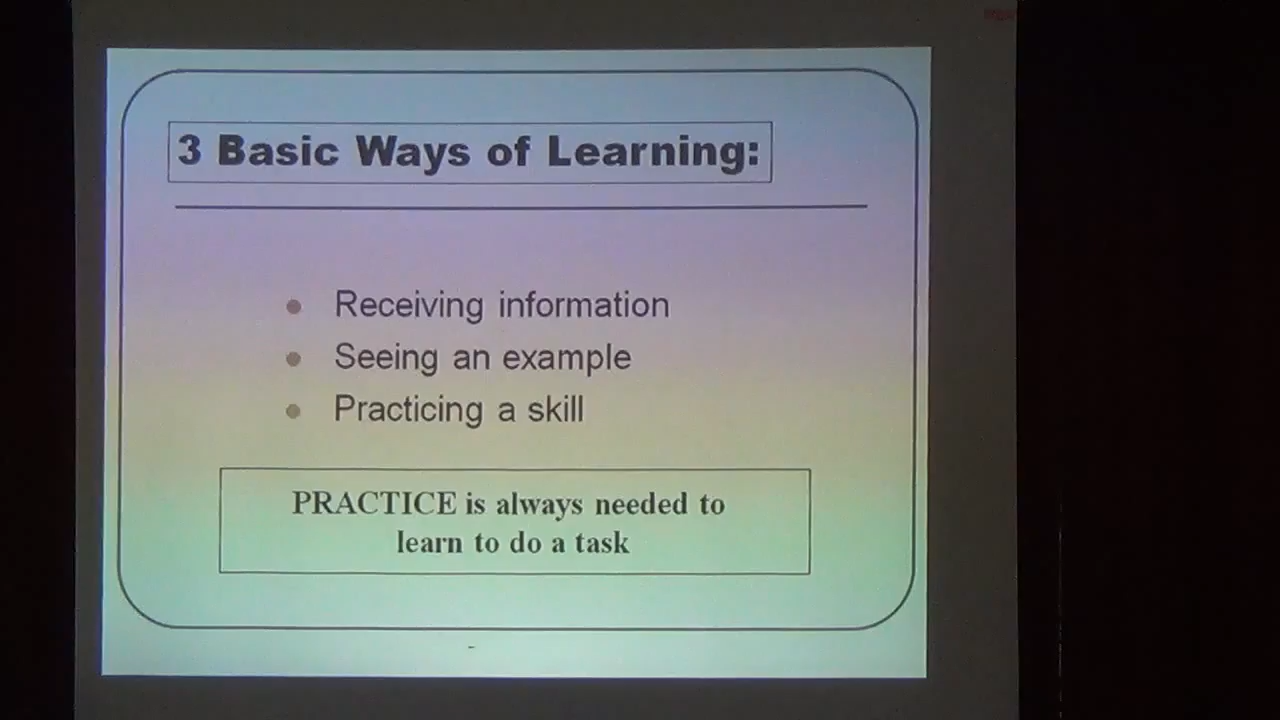 3 Basic Ways of Learning:
Receiving information
Seeing an example
Practicing a skill
PRACTICE is always needed to
learn to do a task